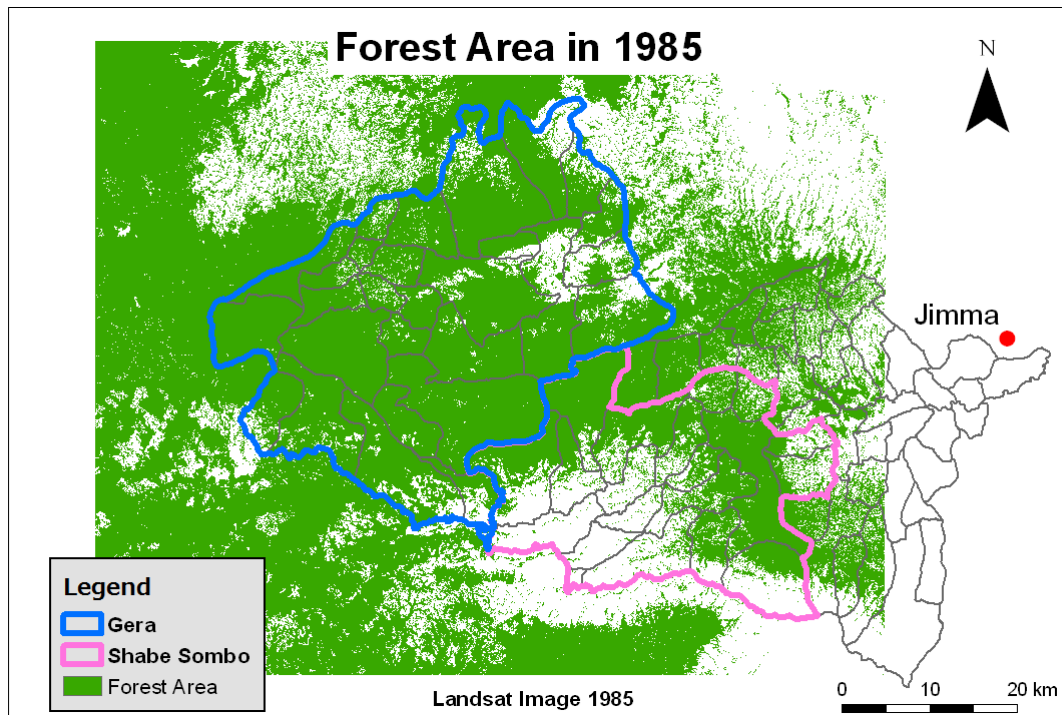 Forest Area in 1985
N
Jimma
Legend
Gera
Shabe Sombo
Forest Area
Landsat Image 1985
0 10 20 km